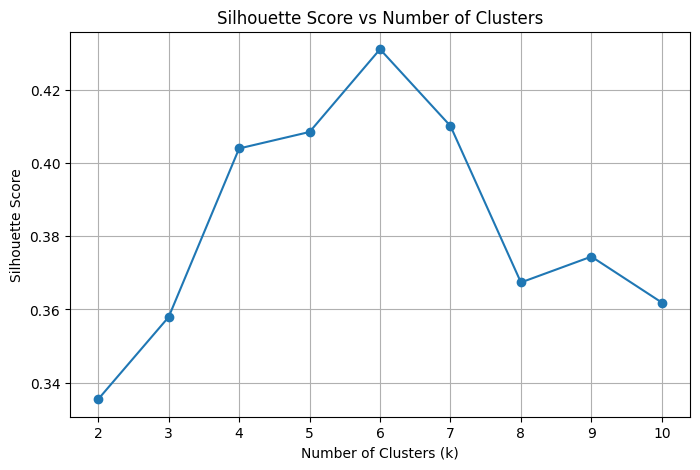 Silhouette Score vs Number of Clusters
Silhouette Score
0.42
0.40
0.38
0.36
0.34
2 3 4 5 6 7 8 9 10
Number of Clusters (k)